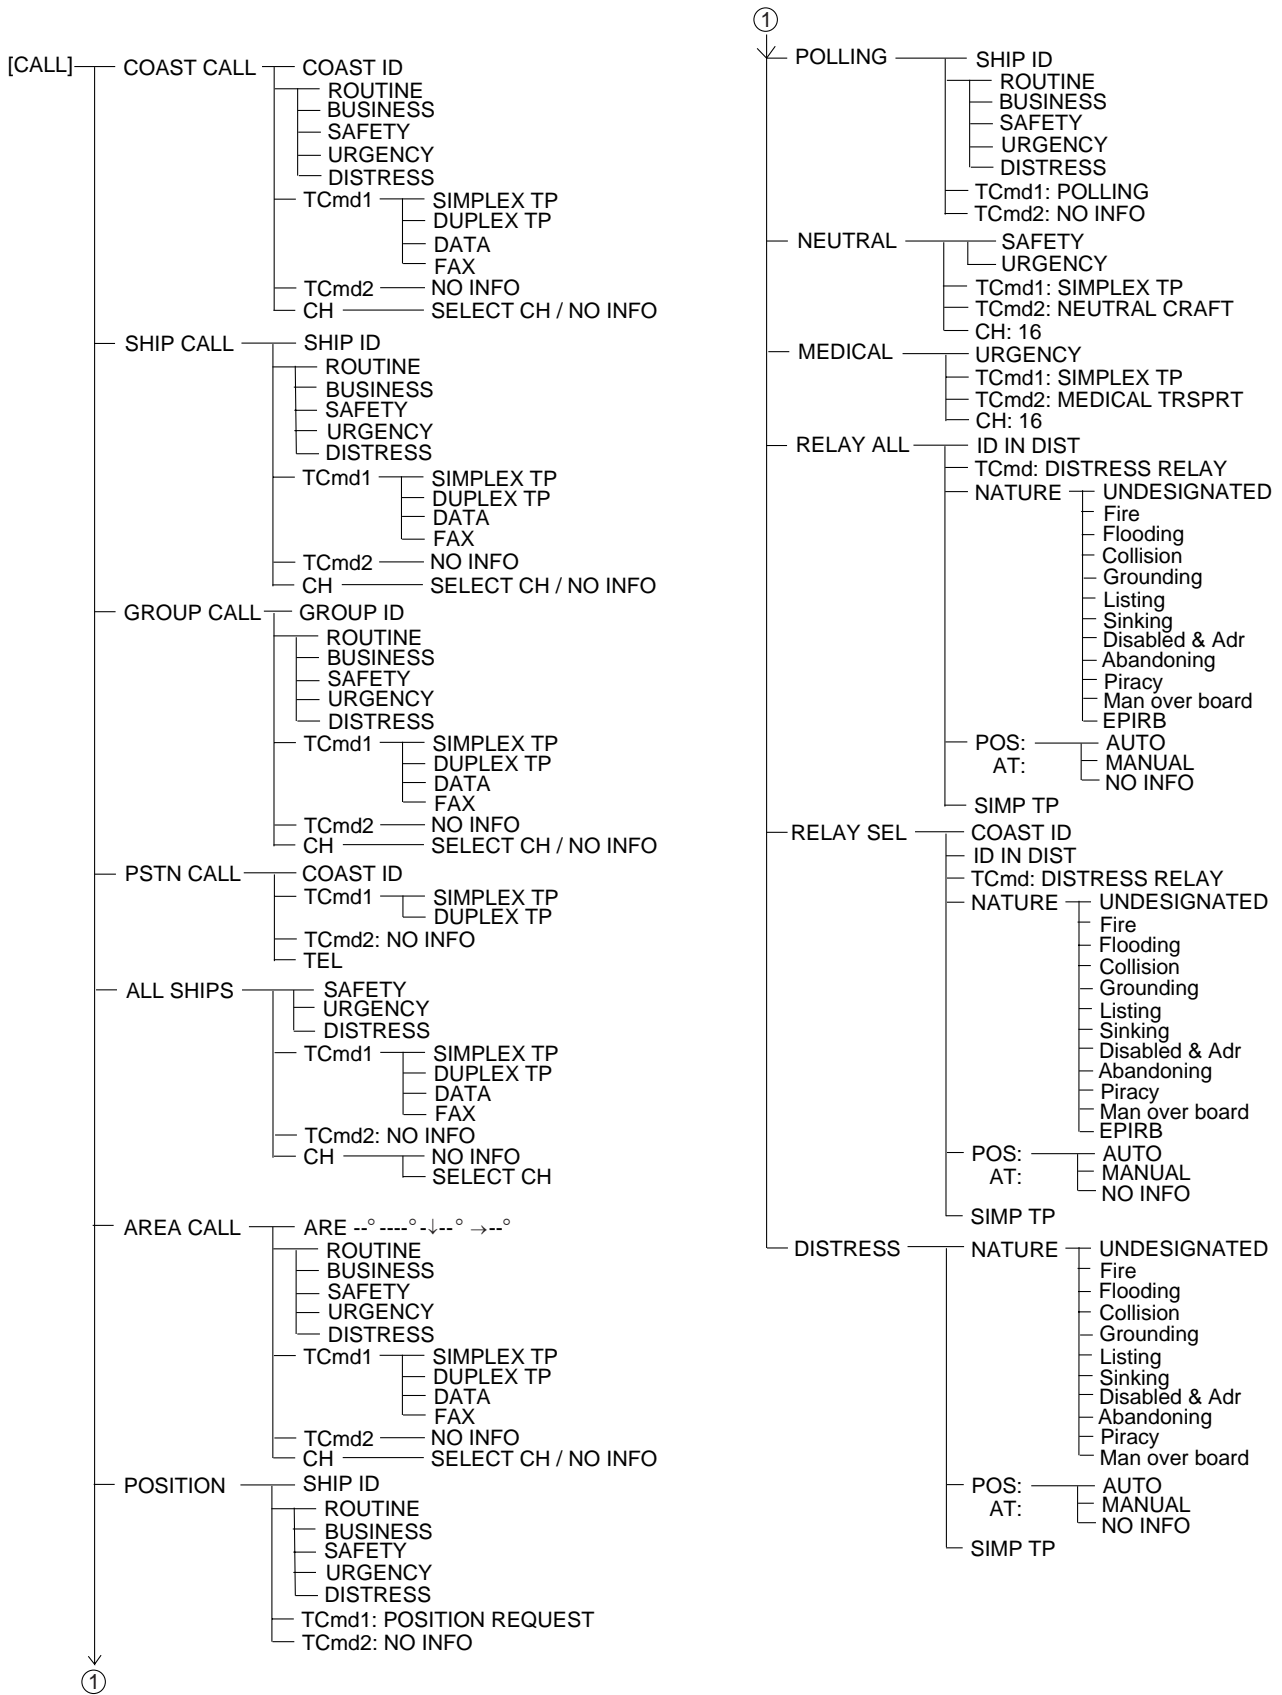 [CALL]
COAST CALL
COAST ID
ROUTINE
BUSINESS
SAFETY
URGENCY
DISTRESS
TCmd1
SIMPLEX TP
DUPLEX TP
DATA
FAX
TCmd2
NO INFO
CH
SELECT CH / NO INFO
SHIP CALL
SHIP ID
ROUTINE
BUSINESS
SAFETY
URGENCY
DISTRESS
TCmd1
SIMPLEX TP
DUPLEX TP
DATA
FAX
TCmd2
NO INFO
CH
SELECT CH / NO INFO
GROUP CALL
GROUP ID
ROUTINE
BUSINESS
SAFETY
URGENCY
DISTRESS
TCmd1
SIMPLEX TP
DUPLEX TP
DATA
FAX
TCmd2
NO INFO
CH
SELECT CH / NO INFO
PSTN CALL
COAST ID
TCmd1
SIMPLEX TP
DUPLEX TP
TCmd2: NO INFO
TEL
ALL SHIPS
SAFETY
URGENCY
DISTRESS
TCmd1
SIMPLEX TP
DUPLEX TP
DATA
FAX
TCmd2: NO INFO
CH
NO INFO
SELECT CH
AREA CALL
ARE --° ----° -↓--° →--°
ROUTINE
BUSINESS
SAFETY
URGENCY
DISTRESS
TCmd1
SIMPLEX TP
DUPLEX TP
DATA
FAX
TCmd2
NO INFO
CH
SELECT CH / NO INFO
POSITION
SHIP ID
ROUTINE
BUSINESS
SAFETY
URGENCY
DISTRESS
TCmd1: POSITION REQUEST
TCmd2: NO INFO
①
①
POLLING
SHIP ID
ROUTINE
BUSINESS
SAFETY
URGENCY
DISTRESS
TCmd1: POLLING
TCmd2: NO INFO
NEUTRAL
SAFETY
URGENCY
TCmd1: SIMPLEX TP
TCmd2: NEUTRAL CRAFT
CH: 16
MEDICAL
URGENCY
TCmd1: SIMPLEX TP
TCmd2: MEDICAL TRSPRT
CH: 16
RELAY ALL
ID IN DIST
TCmd: DISTRESS RELAY
NATURE
UNDESIGNATED
Fire
Flooding
Collision
Grounding
Listing
Sinking
Disabled & Adr
Abandoning
Piracy
Man over board
EPIRB
POS:
AT:
AUTO
MANUAL
NO INFO
SIMP TP
RELAY SEL
COAST ID
ID IN DIST
TCmd: DISTRESS RELAY
NATURE
UNDESIGNATED
Fire
Flooding
Collision
Grounding
Listing
Sinking
Disabled & Adr
Abandoning
Piracy
Man over board
EPIRB
POS:
AT:
AUTO
MANUAL
NO INFO
SIMP TP
DISTRESS
NATURE
UNDESIGNATED
Fire
Flooding
Collision
Grounding
Listing
Sinking
Disabled & Adr
Abandoning
Piracy
Man over board
POS:
AT:
AUTO
MANUAL
NO INFO
SIMP TP